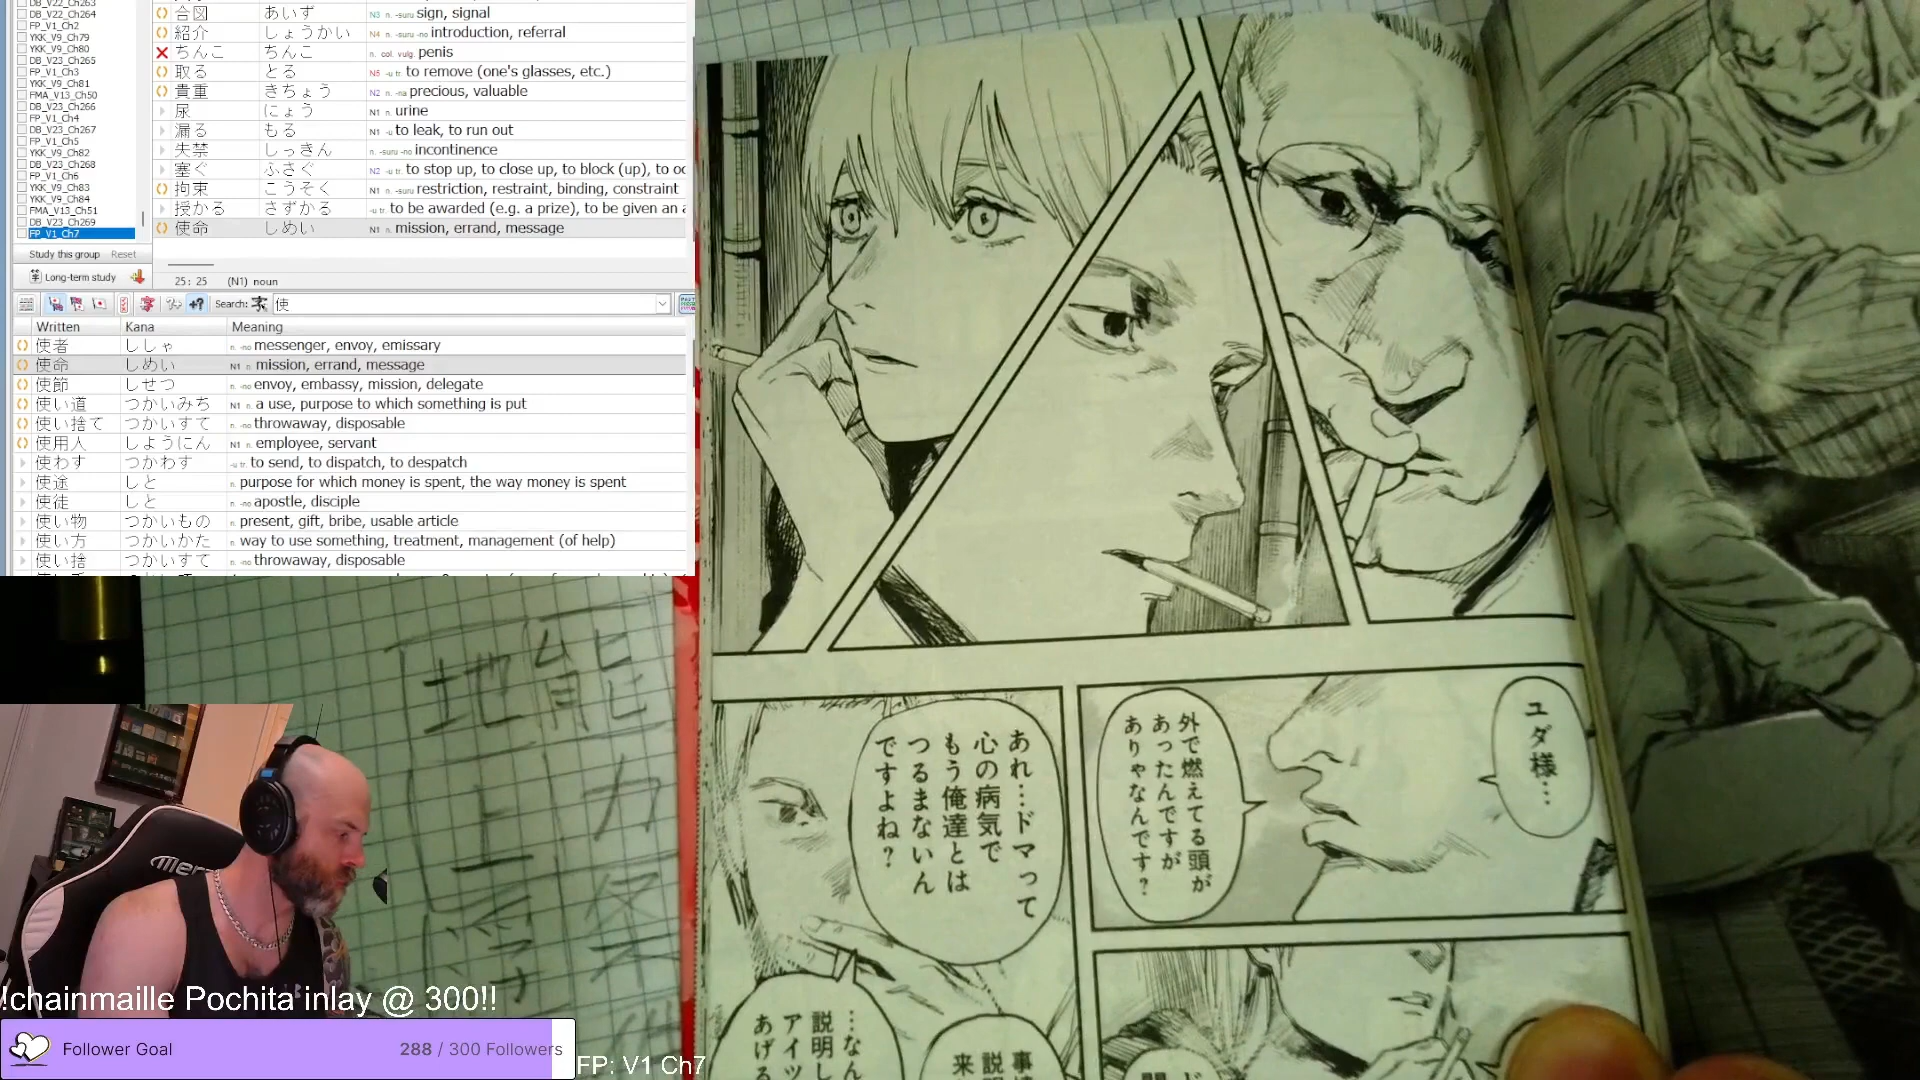 DB_V22_Ch263
DB_V22_Ch264
FP_V1_Ch2
YKK_V9_Ch79
YKK_V9_Ch80
DB_V23_Ch265
FP_V1_Ch3
YKK_V9_Ch81
FMA_V13_Ch50
DB_V23_Ch266
FP_V1_Ch4
DB_V23_Ch267
FP_V1_Ch5
YKK_V9_Ch82
DB_V23_Ch268
FP_V1_Ch6
YKK_V9_Ch83
YKK_V9_Ch84
FMA_V13_Ch51
DB_V23_Ch269
FP_V1_Ch7
Study this group Reset
Long-term study
合図 あいず N3 n. -suru sign, signal
紹介 しょうかい N4 n. -suru -no introduction, referral
ちんこ ちんこ n. col. vulg. penis
取る とる N5 -u tr. to remove (one's glasses, etc.)
貴重 きちょう N2 n. -na precious, valuable
尿 にょう N1 n. urine
漏る もる N1 -u to leak, to run out
失禁 しっきん n. -suru -no incontinence
塞ぐ ふさぐ N2 -u tr. to stop up, to close up, to block (up), to oc
拘束 こうそく N1 n. -suru restriction, restraint, binding, constraint
授かる さずかる -u tr. to be awarded (e.g. a prize), to be given an a
使命 しめい N1 n. mission, errand, message
25: 25 (N1) noun
Search: 使
Written Kana Meaning
使者 ししゃ n. -no messenger, envoy, emissary
使命 しめい N1 n. mission, errand, message
使節 しせつ n. -no envoy, embassy, mission, delegate
使い道 つかいみち N1 n. a use, purpose to which something is put
使い捨て つかいすて n. -no throwaway, disposable
使用人 しようにん N1 n. employee, servant
使わす つかわす -u tr. to send, to dispatch, to despatch
使途 しと n. purpose for which money is spent, the way money is spent
使徒 しと n. -no apostle, disciple
使い物 つかいもの n. present, gift, bribe, usable article
使い方 つかいかた n. way to use something, treatment, management (of help)
使い捨 つかいすて n. -no throwaway, disposable
ユダ様…
外で燃えてる頭が
あったんですが
ありゃなんです？
あれ…ドマって
心の病気で
もう俺達とは
つるまないん
ですよね？
…なん
説明し
アイツ
あげる
説
来
能力
地上
!chainmaille Pochita inlay @ 300!!
Follower Goal 288 / 300 Followers
FP: V1 Ch7